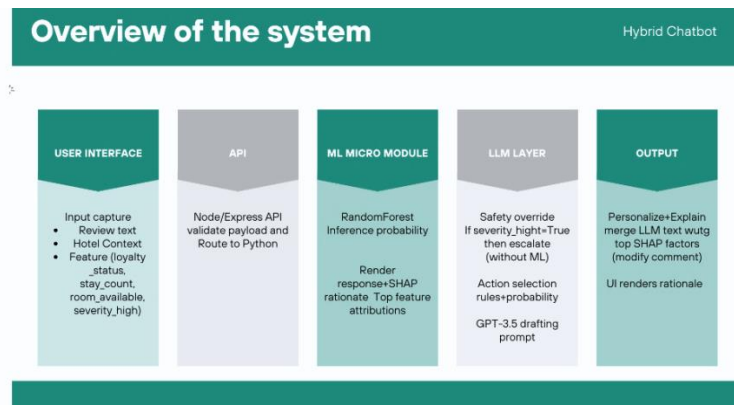 Overview of the system
Hybrid Chatbot
USER INTERFACE
Input capture
• Review text
• Hotel Context
• Feature (loyalty
_status,
stay_count,
room_available,
severity_high)
API
Node/Express API
validate payload and
Route to Python
ML MICRO MODULE
RandomForest
Inference probability
Render
response+SHAP
rationate Top feature
attributions
LLM LAYER
Safety override
If severity_hight=True
then escalate
(without ML)
Action selection
rules+probability
GPT-3.5 drafting
prompt
OUTPUT
Personalize+Explain
merge LLM text wutg
top SHAP factors
(modify comment)
UI renders rationale